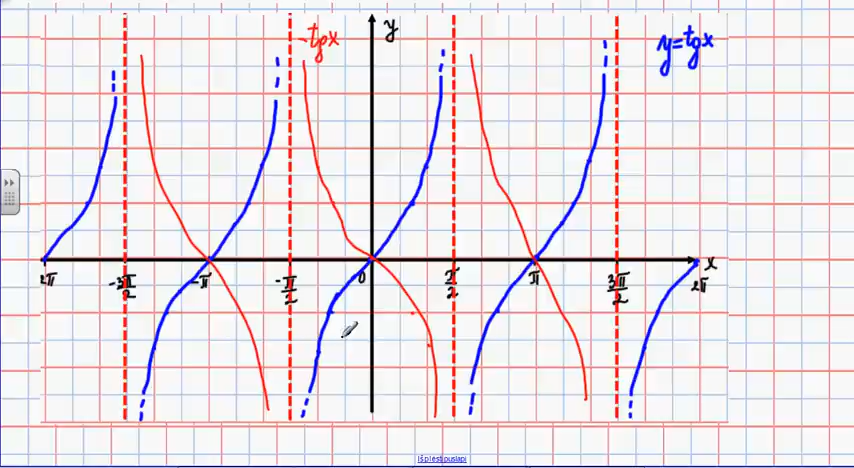 -tgx
y
y=tgx
x
2π
-3π/2
-π
-π/2
0
π/2
π
3π/2
2π
Išplėsti puslapį